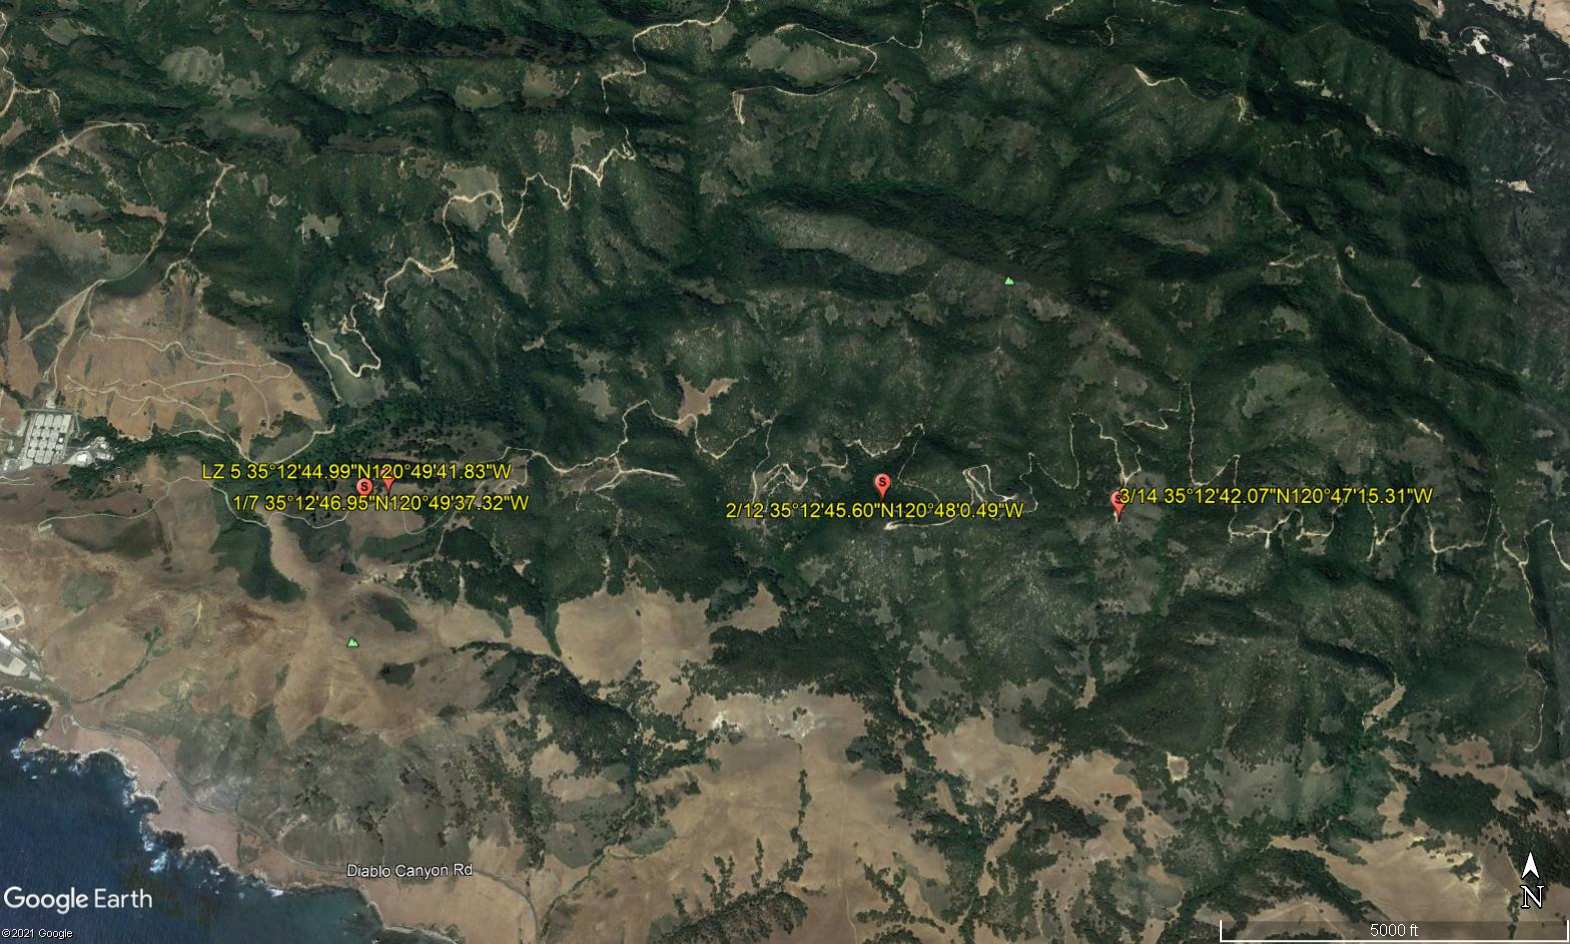 LZ 5 35°12'44.99"N120°49'41.83"W
S
1/7 35°12'46.95"N120°49'37.32"W
S
2/12 35°12'45.60"N120°48'0.49"W
S
3/14 35°12'42.07"N120°47'15.31"W
Diablo Canyon Rd
Google Earth
©2021 Google
N
5000 ft